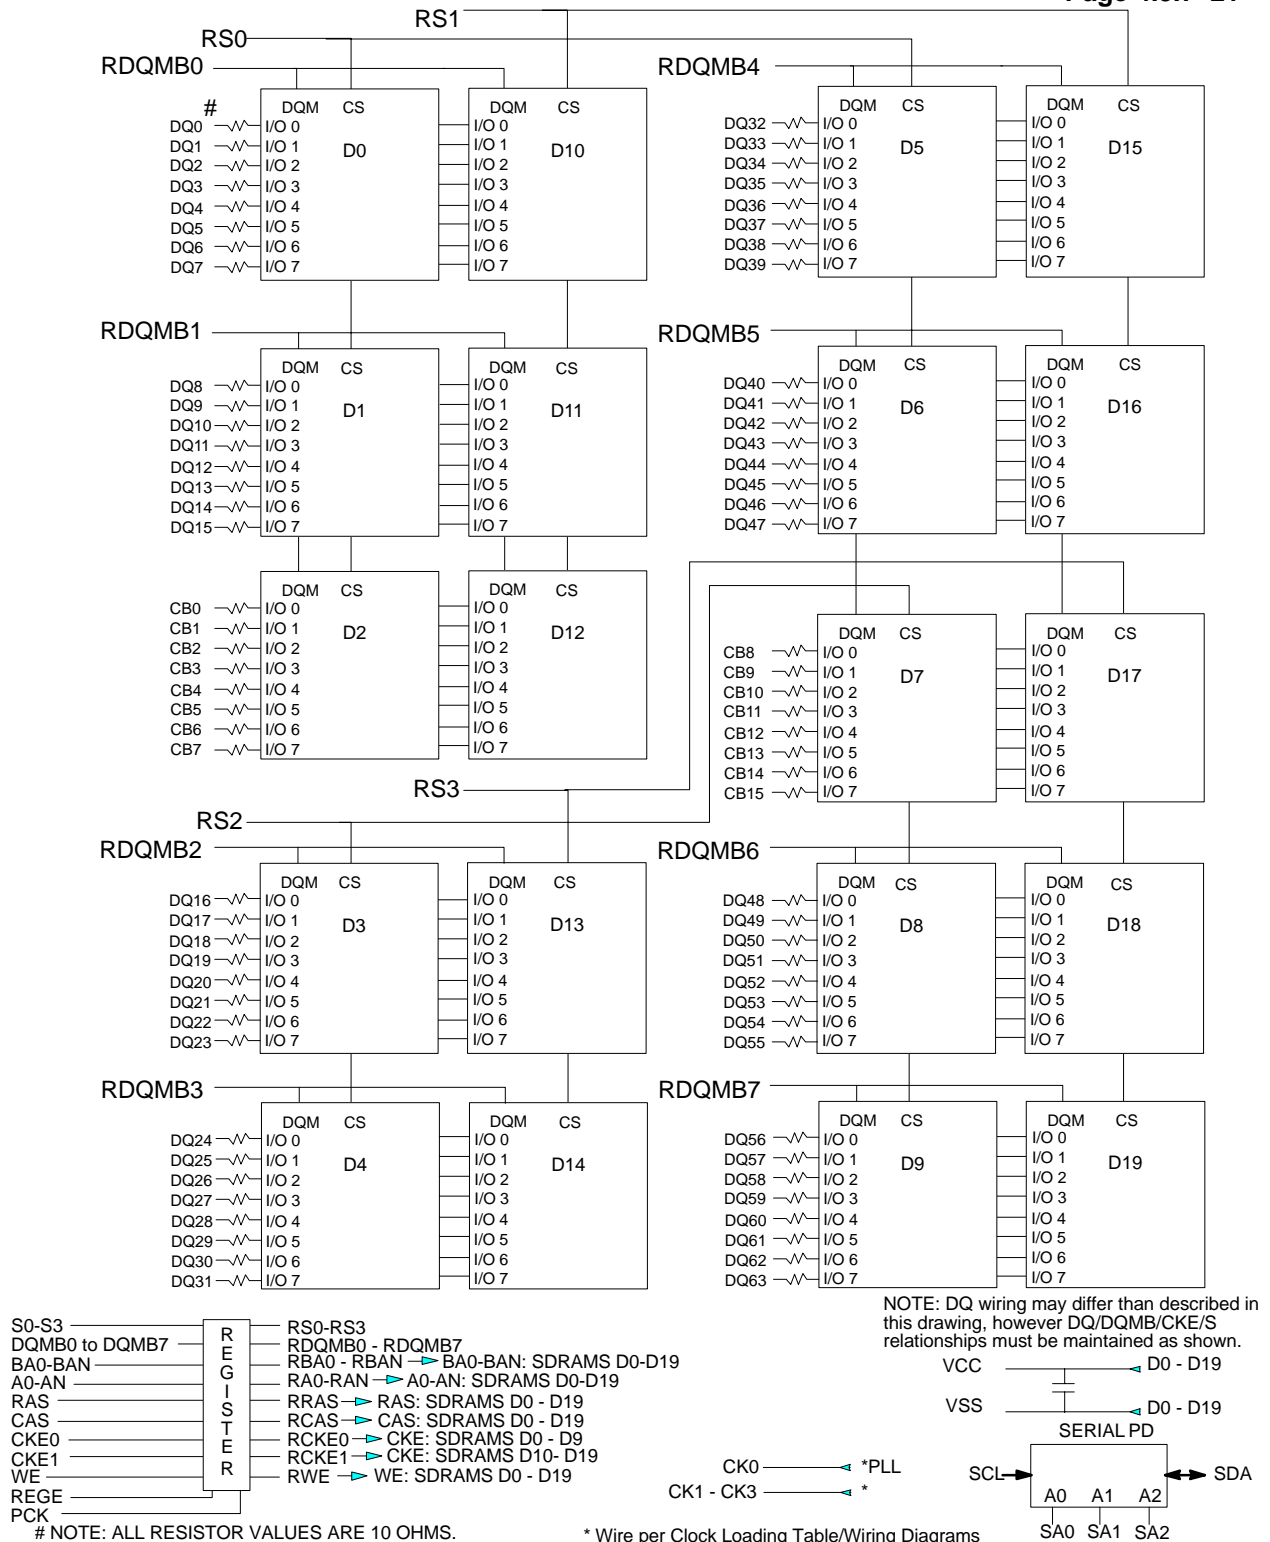 RS1
RS0
RDQMB0
RDQMB4
#
DQM CS
D0
DQ0 I/O 0
DQ1 I/O 1
DQ2 I/O 2
DQ3 I/O 3
DQ4 I/O 4
DQ5 I/O 5
DQ6 I/O 6
DQ7 I/O 7
DQM CS
D10
I/O 0
I/O 1
I/O 2
I/O 3
I/O 4
I/O 5
I/O 6
I/O 7
DQM CS
D5
DQ32 I/O 0
DQ33 I/O 1
DQ34 I/O 2
DQ35 I/O 3
DQ36 I/O 4
DQ37 I/O 5
DQ38 I/O 6
DQ39 I/O 7
DQM CS
D15
I/O 0
I/O 1
I/O 2
I/O 3
I/O 4
I/O 5
I/O 6
I/O 7
RDQMB1
RDQMB5
DQM CS
D1
DQ8 I/O 0
DQ9 I/O 1
DQ10 I/O 2
DQ11 I/O 3
DQ12 I/O 4
DQ13 I/O 5
DQ14 I/O 6
DQ15 I/O 7
DQM CS
D11
I/O 0
I/O 1
I/O 2
I/O 3
I/O 4
I/O 5
I/O 6
I/O 7
DQM CS
D6
DQ40 I/O 0
DQ41 I/O 1
DQ42 I/O 2
DQ43 I/O 3
DQ44 I/O 4
DQ45 I/O 5
DQ46 I/O 6
DQ47 I/O 7
DQM CS
D16
I/O 0
I/O 1
I/O 2
I/O 3
I/O 4
I/O 5
I/O 6
I/O 7
DQM CS
D2
CB0 I/O 0
CB1 I/O 1
CB2 I/O 2
CB3 I/O 3
CB4 I/O 4
CB5 I/O 5
CB6 I/O 6
CB7 I/O 7
DQM CS
D12
I/O 0
I/O 1
I/O 2
I/O 3
I/O 4
I/O 5
I/O 6
I/O 7
DQM CS
D7
CB8 I/O 0
CB9 I/O 1
CB10 I/O 2
CB11 I/O 3
CB12 I/O 4
CB13 I/O 5
CB14 I/O 6
CB15 I/O 7
DQM CS
D17
I/O 0
I/O 1
I/O 2
I/O 3
I/O 4
I/O 5
I/O 6
I/O 7
RS3
RS2
RDQMB2
RDQMB6
DQM CS
D3
DQ16 I/O 0
DQ17 I/O 1
DQ18 I/O 2
DQ19 I/O 3
DQ20 I/O 4
DQ21 I/O 5
DQ22 I/O 6
DQ23 I/O 7
DQM CS
D13
I/O 0
I/O 1
I/O 2
I/O 3
I/O 4
I/O 5
I/O 6
I/O 7
DQM CS
D8
DQ48 I/O 0
DQ49 I/O 1
DQ50 I/O 2
DQ51 I/O 3
DQ52 I/O 4
DQ53 I/O 5
DQ54 I/O 6
DQ55 I/O 7
DQM CS
D18
I/O 0
I/O 1
I/O 2
I/O 3
I/O 4
I/O 5
I/O 6
I/O 7
RDQMB3
RDQMB7
DQM CS
D4
DQ24 I/O 0
DQ25 I/O 1
DQ26 I/O 2
DQ27 I/O 3
DQ28 I/O 4
DQ29 I/O 5
DQ30 I/O 6
DQ31 I/O 7
DQM CS
D14
I/O 0
I/O 1
I/O 2
I/O 3
I/O 4
I/O 5
I/O 6
I/O 7
DQM CS
D9
DQ56 I/O 0
DQ57 I/O 1
DQ58 I/O 2
DQ59 I/O 3
DQ60 I/O 4
DQ61 I/O 5
DQ62 I/O 6
DQ63 I/O 7
DQM CS
D19
I/O 0
I/O 1
I/O 2
I/O 3
I/O 4
I/O 5
I/O 6
I/O 7
NOTE: DQ wiring may differ than described in
this drawing, however DQ/DQMB/CKE/S
relationships must be maintained as shown.
S0-S3 RS0-RS3
DQMB0 to DQMB7 RDQMB0 - RDQMB7
BA0-BAN RBA0 - RBAN BA0-BAN: SDRAMS D0-D19
A0-AN RA0-RAN A0-AN: SDRAMS D0-D19
RAS RRAS RAS: SDRAMS D0 - D19
CAS RCAS CAS: SDRAMS D0 - D19
CKE0 RCKE0 CKE: SDRAMS D0 - D9
CKE1 RCKE1 CKE: SDRAMS D10- D19
WE RWE WE: SDRAMS D0 - D19
REGE
PCK
REGISTER
# NOTE: ALL RESISTOR VALUES ARE 10 OHMS.
VCC D0 - D19
VSS D0 - D19
CK0 *PLL
CK1 - CK3 *
* Wire per Clock Loading Table/Wiring Diagrams
SERIAL PD
SCL SDA
A0 A1 A2
SA0 SA1 SA2